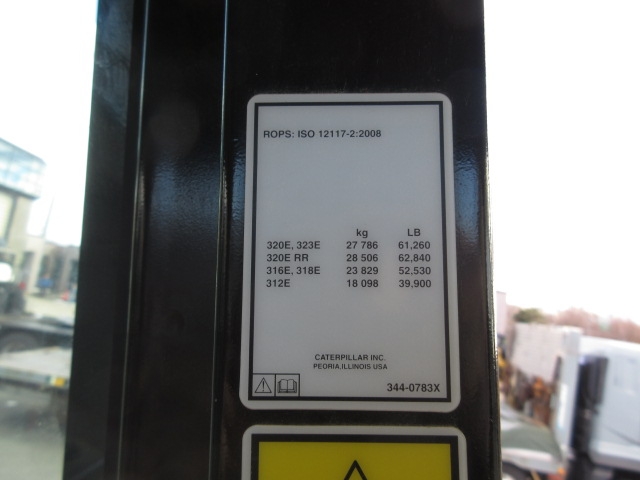 ROPS: ISO 12117-2:2008
kg LB
320E, 323E 27 786 61,260
320E RR 28 506 62,840
316E, 318E 23 829 52,530
312E 18 098 39,900
CATERPILLAR INC.
PEORIA, ILLINOIS USA
344-0783X